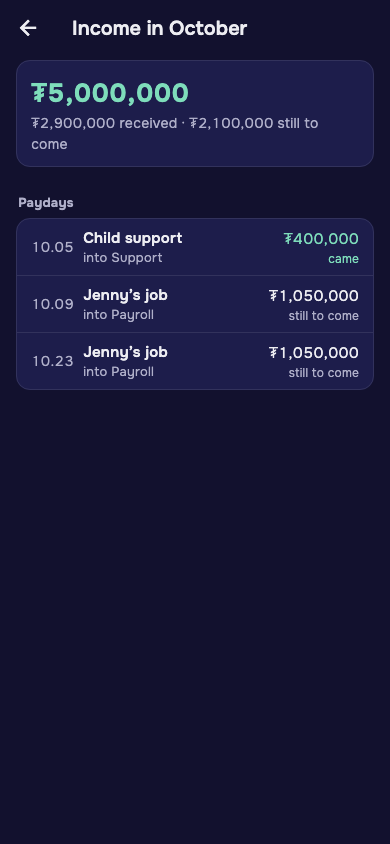 Income in October
₮5,000,000
₮2,900,000 received · ₮2,100,000 still to
come
Paydays
10.05 Child support ₮400,000
into Support came
10.09 Jenny’s job ₮1,050,000
into Payroll still to come
10.23 Jenny’s job ₮1,050,000
into Payroll still to come